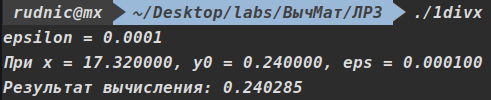 rudnic@mx ~/Desktop/labs/ВычМат/ЛР3 ./1divx
epsilon = 0.0001
При x = 17.320000, y0 = 0.240000, eps = 0.000100
Результат вычисления: 0.240285